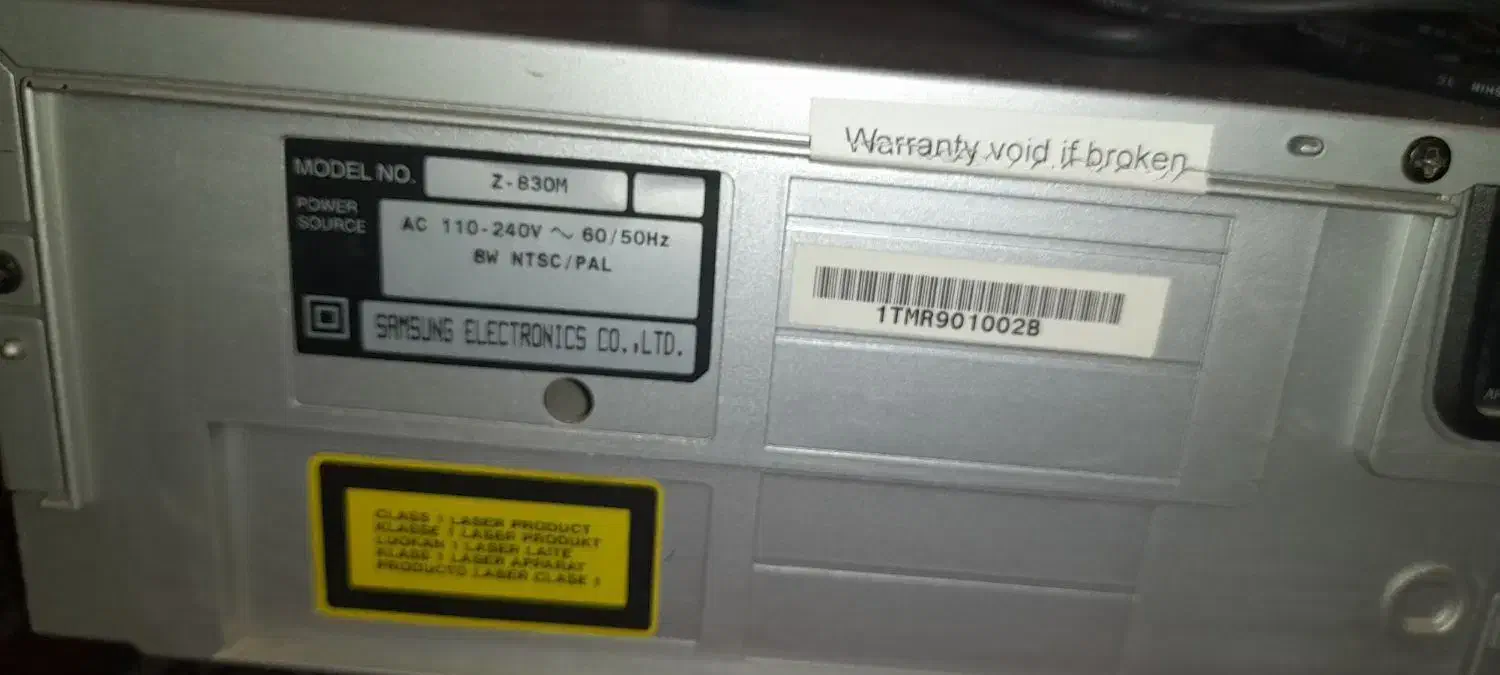 Warranty void if broken
MODEL NO. Z-830M
POWER SOURCE
AC 110-240V ~ 60/50Hz
8W NTSC/PAL
SAMSUNG ELECTRONICS CO.,LTD.
1TMR901002B
CLASS 1 LASER PRODUCT
KLASSE 1 LASER PRODUKT
LUOKAN 1 LASER LAITE
KLASS 1 LASER APPARAT
PRODUCTO LASER CLASE 1